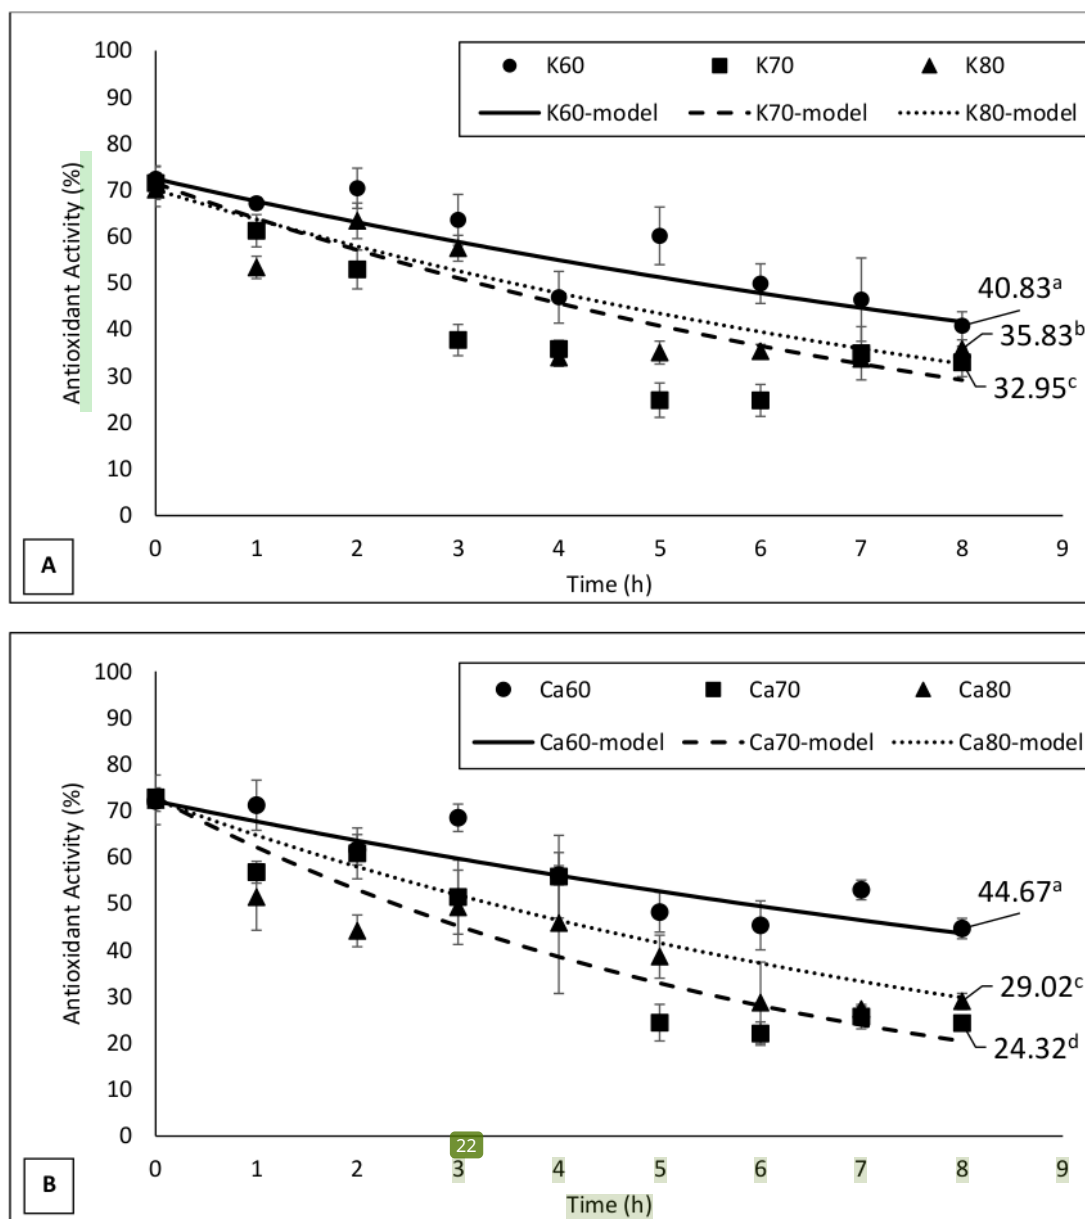 100
90
80
70
60
50
40
30
20
10
0
Antioxidant Activity (%)
K60 K70 K80
K60-model K70-model K80-model
40.83ᵃ
35.83ᵇ
32.95ᶜ
0 1 2 3 4 5 6 7 8 9
Time (h)
A
100
90
80
70
60
50
40
30
20
10
0
Antioxidant Activity (%)
Ca60 Ca70 Ca80
Ca60-model Ca70-model Ca80-model
44.67ᵃ
29.02ᶜ
24.32ᵈ
22
0 1 2 3 4 5 6 7 8 9
Time (h)
B